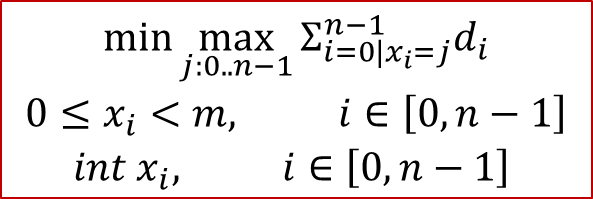 min max_{j:0..n−1} Σ_{i=0|x_i=j}^{n−1} d_i
0 ≤ x_i < m, i ∈ [0, n − 1]
int x_i, i ∈ [0, n − 1]